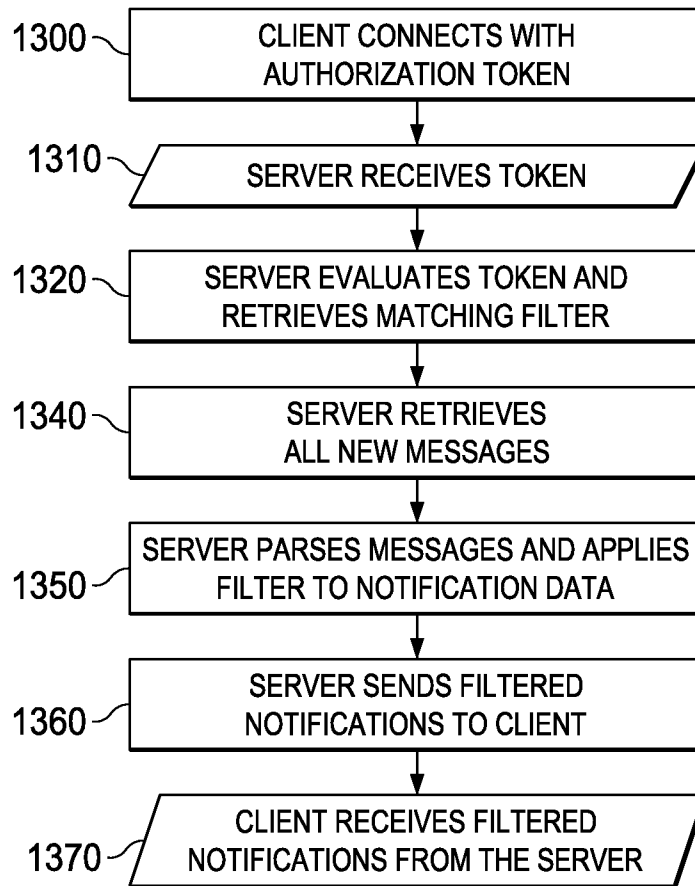 1300
CLIENT CONNECTS WITH
AUTHORIZATION TOKEN
1310
SERVER RECEIVES TOKEN
1320
SERVER EVALUATES TOKEN AND
RETRIEVES MATCHING FILTER
1340
SERVER RETRIEVES
ALL NEW MESSAGES
1350
SERVER PARSES MESSAGES AND APPLIES
FILTER TO NOTIFICATION DATA
1360
SERVER SENDS FILTERED
NOTIFICATIONS TO CLIENT
1370
CLIENT RECEIVES FILTERED
NOTIFICATIONS FROM THE SERVER